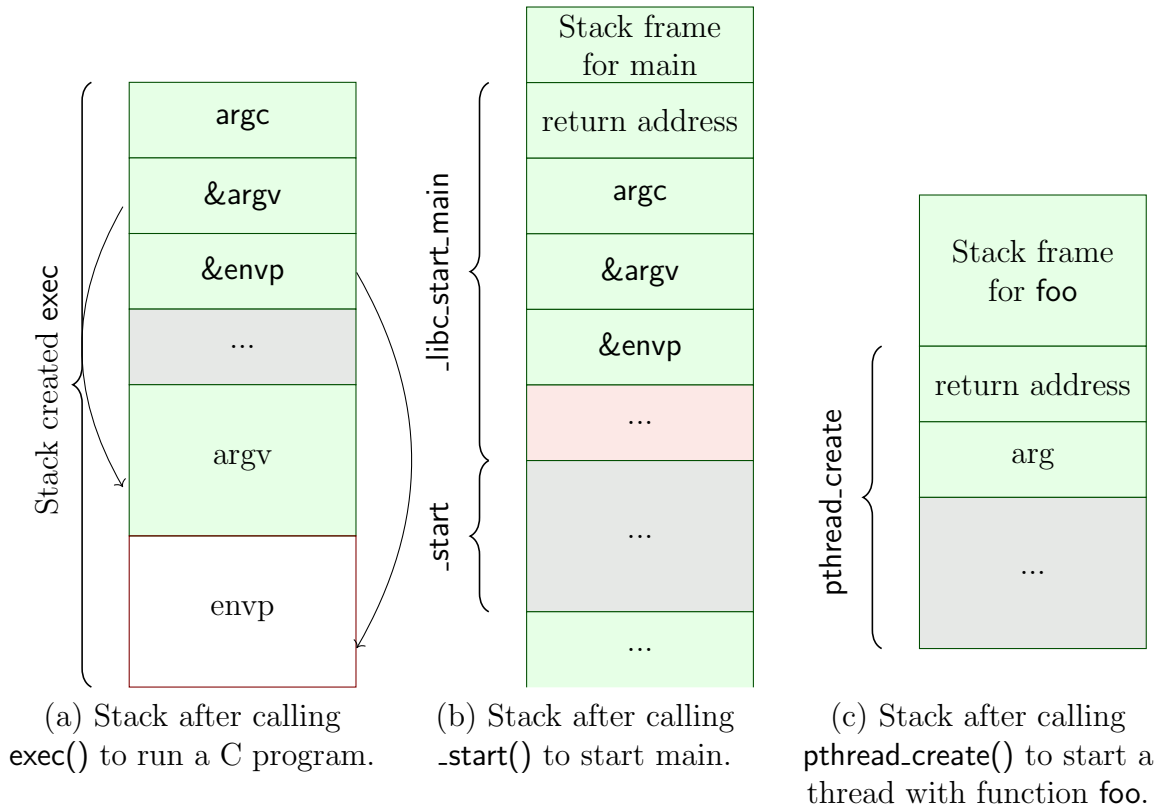 Stack created exec
argc
&argv
&envp
...
argv
envp
(a) Stack after calling
exec() to run a C program.
_libc_start_main
_start
Stack frame
for main
return address
argc
&argv
&envp
...
...
...
(b) Stack after calling
_start() to start main.
pthread_create
Stack frame
for foo
return address
arg
...
(c) Stack after calling
pthread_create() to start a
thread with function foo.